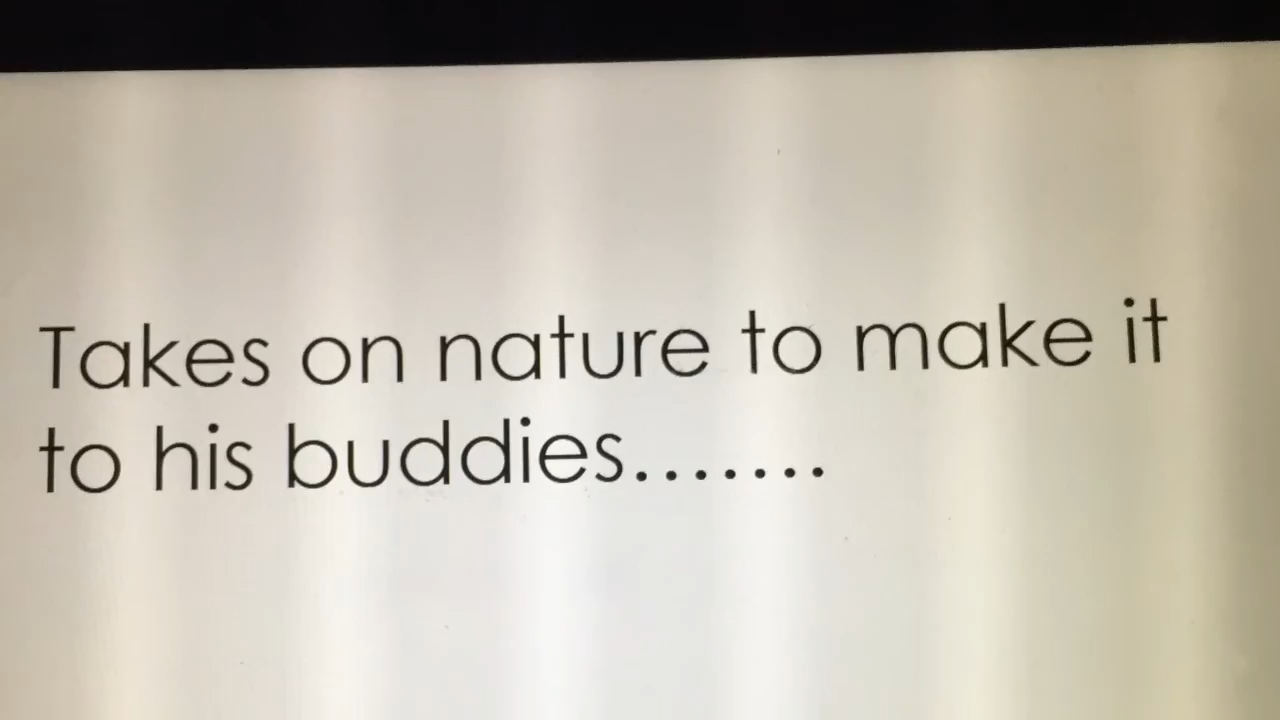 Takes on nature to make it
to his buddies.......